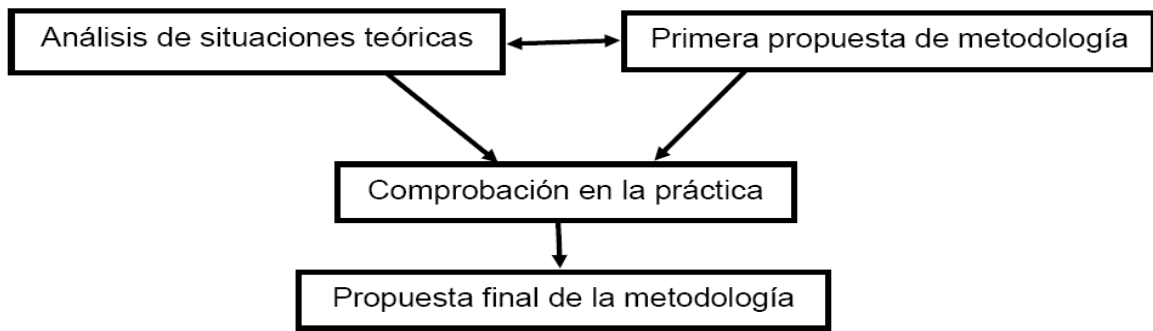 Análisis de situaciones teóricas
Primera propuesta de metodología
Comprobación en la práctica
Propuesta final de la metodología